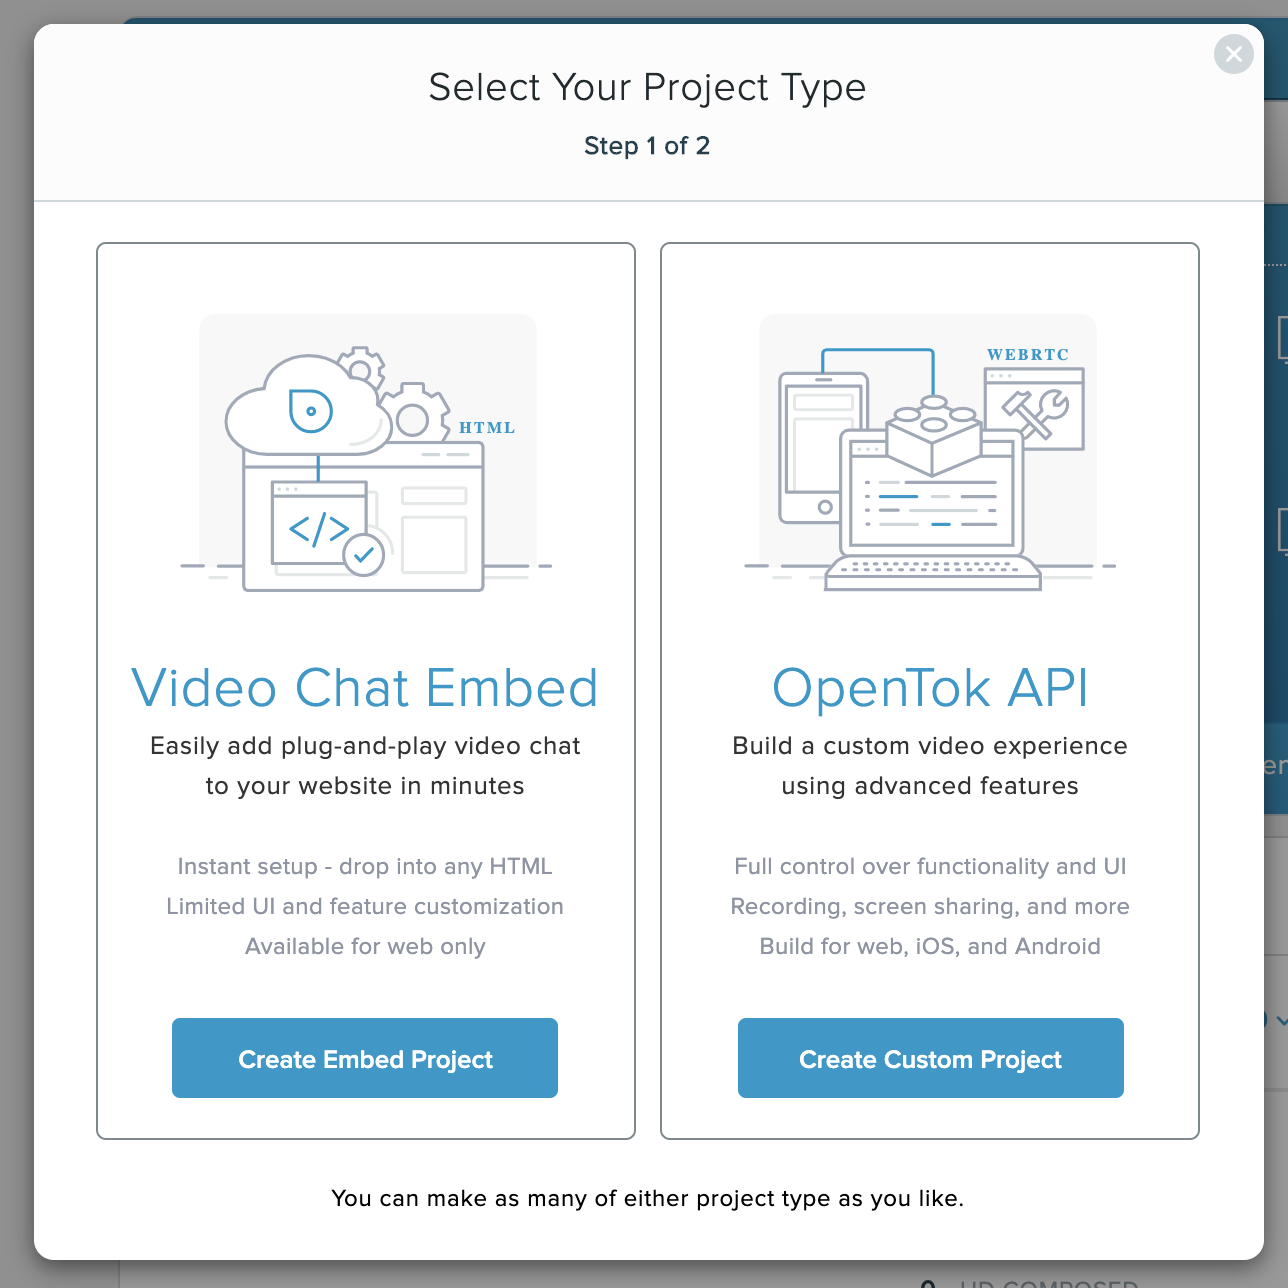 Select Your Project Type
Step 1 of 2
HTML
</>
Video Chat Embed
Easily add plug-and-play video chat
to your website in minutes
Instant setup - drop into any HTML
Limited UI and feature customization
Available for web only
Create Embed Project
WEBRTC
OpenTok API
Build a custom video experience
using advanced features
Full control over functionality and UI
Recording, screen sharing, and more
Build for web, iOS, and Android
Create Custom Project
You can make as many of either project type as you like.